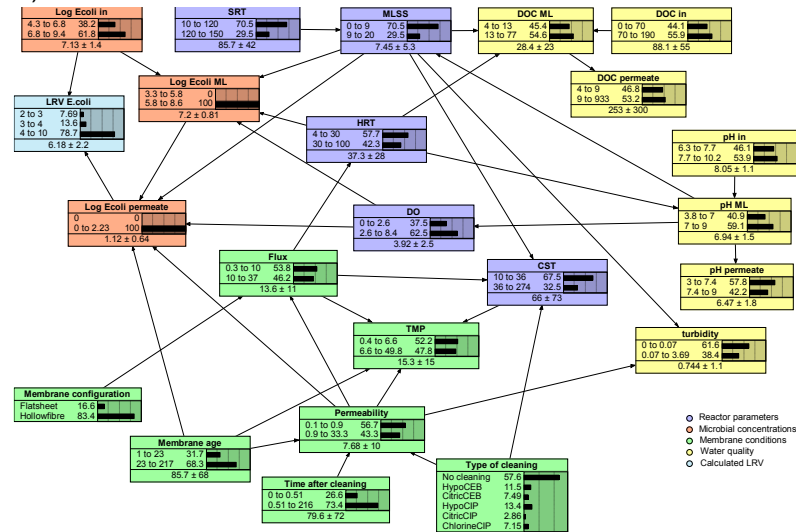 Log Ecoli in
4.3 to 6.8 38.2
6.8 to 9.4 61.8
7.13 ± 1.4
SRT
10 to 120 70.5
120 to 150 29.5
85.7 ± 42
MLSS
0 to 9 70.5
9 to 20 29.5
7.45 ± 5.3
DOC ML
4 to 13 45.4
13 to 77 54.6
28.4 ± 23
DOC in
0 to 70 44.1
70 to 190 55.9
88.1 ± 55
Log Ecoli ML
3.3 to 5.8 0
5.8 to 8.6 100
7.2 ± 0.81
DOC permeate
4 to 9 46.8
9 to 933 53.2
253 ± 300
LRV E.coli
2 to 3 7.69
3 to 4 13.6
4 to 10 78.7
6.18 ± 2.2
HRT
4 to 30 57.7
30 to 100 42.3
37.3 ± 28
pH in
6.3 to 7.7 46.1
7.7 to 10.2 53.9
8.05 ± 1.1
Log Ecoli permeate
0 0
0 to 2.23 100
1.12 ± 0.64
DO
0 to 2.6 37.5
2.6 to 8.4 62.5
3.92 ± 2.5
pH ML
3.8 to 7 40.9
7 to 9 59.1
6.94 ± 1.5
Flux
0.3 to 10 53.8
10 to 37 46.2
13.6 ± 11
CST
10 to 36 67.5
36 to 274 32.5
66 ± 73
pH permeate
3 to 7.4 57.8
7.4 to 9 42.2
6.47 ± 1.8
TMP
0.4 to 6.6 52.2
6.6 to 49.8 47.8
15.3 ± 15
turbidity
0 to 0.07 61.6
0.07 to 3.69 38.4
0.744 ± 1.1
Membrane configuration
Flatsheet 16.6
Hollowfibre 83.4
Permeability
0.1 to 0.9 56.7
0.9 to 33.3 43.3
7.68 ± 10
Membrane age
1 to 23 31.7
23 to 217 68.3
85.7 ± 68
Time after cleaning
0 to 0.51 26.6
0.51 to 216 73.4
79.6 ± 72
Type of cleaning
No cleaning 57.6
HypoCEB 11.5
CitricCEB 7.49
HypoCIP 13.4
CitricCIP 2.86
ChlorineCIP 7.15
Reactor parameters
Microbial concentrations
Membrane conditions
Water quality
Calculated LRV